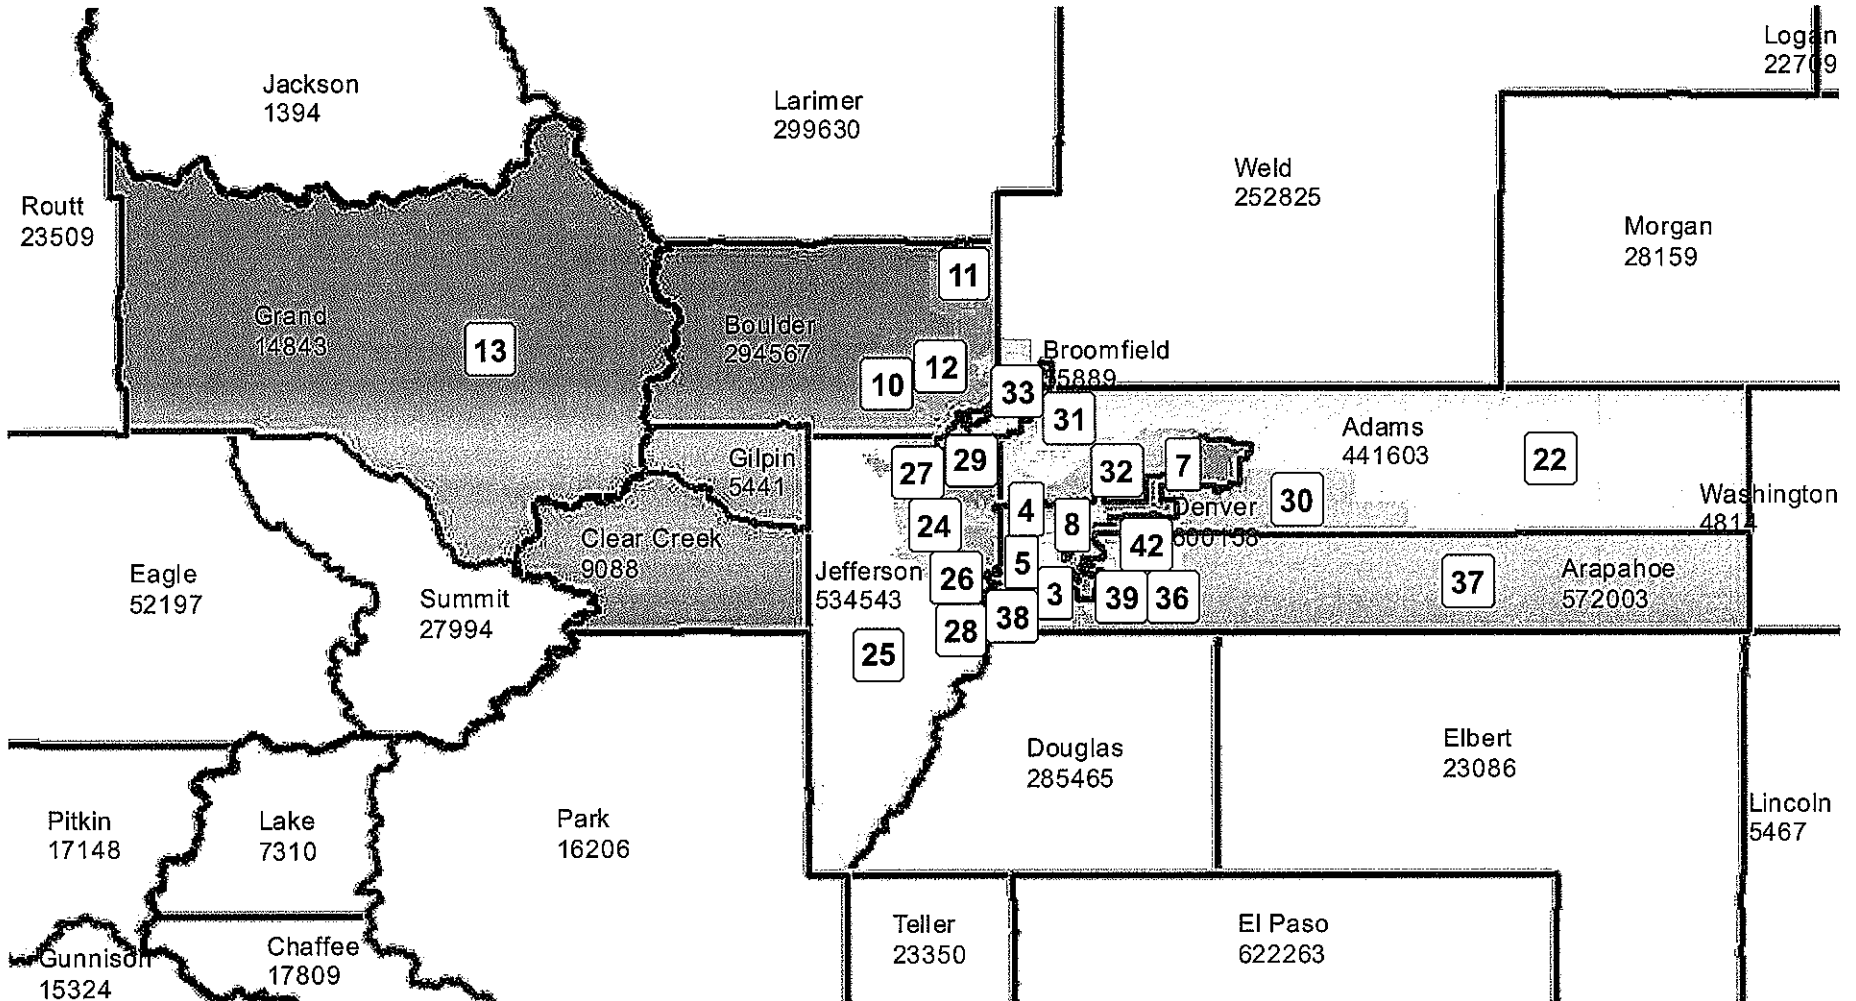 Logan
22709
Jackson
1394
Larimer
299630
Weld
252825
Routt
23509
Morgan
28159
11
Grand
14843
13
Boulder
294567
12
10
Broomfield
55889
33
31
Adams
441603
22
Gilpin
5441
27
29
32
7
30
Washington
4814
24
4
8
Denver
600158
42
Clear Creek
9088
Eagle
52197
Summit
27994
Jefferson
534543
26
5
3
39
36
37
Arapahoe
572003
28
38
25
Douglas
285465
Elbert
23086
Pitkin
17148
Lake
7310
Park
16206
Lincoln
5467
Gunnison
15324
Chaffee
17809
Teller
23350
El Paso
622263